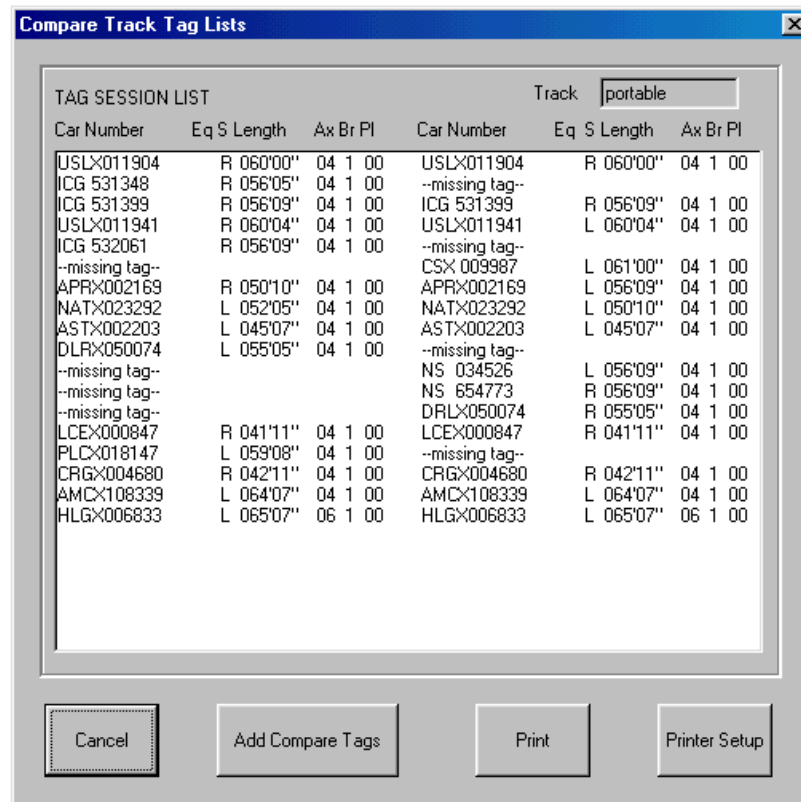 Compare Track Tag Lists
TAG SESSION LIST Track portable
Car Number Eq S Length Ax Br Pl Car Number Eq S Length Ax Br Pl
USLX011904 R 060'00'' 04 1 00 USLX011904 R 060'00'' 04 1 00
ICG 531348 R 056'05'' 04 1 00 --missing tag--
ICG 531399 R 056'09'' 04 1 00 ICG 531399 R 056'09'' 04 1 00
USLX011941 R 060'04'' 04 1 00 USLX011941 L 060'04'' 04 1 00
ICG 532061 R 056'09'' 04 1 00 --missing tag--
--missing tag-- CSX 009987 L 061'00'' 04 1 00
APRX002169 R 050'10'' 04 1 00 APRX002169 L 056'09'' 04 1 00
NATX023292 L 052'05'' 04 1 00 NATX023292 L 050'10'' 04 1 00
ASTX002203 L 045'07'' 04 1 00 ASTX002203 L 045'07'' 04 1 00
DLRX050074 L 055'05'' 04 1 00 --missing tag--
--missing tag-- NS 034526 L 056'09'' 04 1 00
--missing tag-- NS 654773 R 056'09'' 04 1 00
--missing tag-- DRLX050074 R 055'05'' 04 1 00
LCEX000847 R 041'11'' 04 1 00 LCEX000847 R 041'11'' 04 1 00
PLCX018147 L 059'08'' 04 1 00 --missing tag--
CRGX004680 R 042'11'' 04 1 00 CRGX004680 R 042'11'' 04 1 00
AMCX108339 L 064'07'' 04 1 00 AMCX108339 L 064'07'' 04 1 00
HLGX006833 L 065'07'' 06 1 00 HLGX006833 L 065'07'' 06 1 00
Cancel Add Compare Tags Print Printer Setup